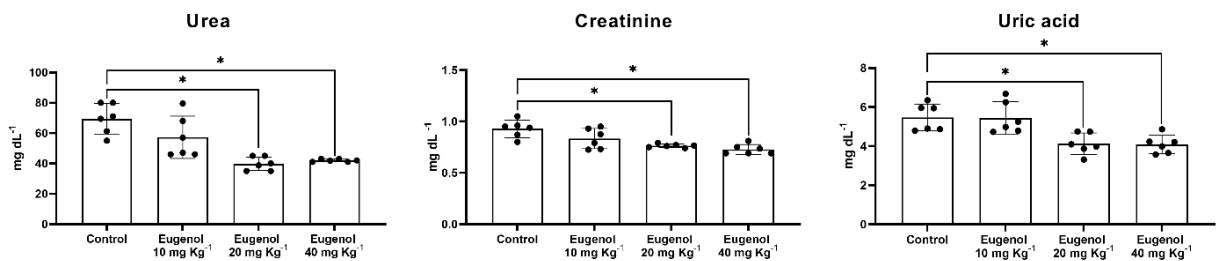 Urea
*
*
100
80
60
40
20
0
mg dL⁻¹
Control
Eugenol
10 mg Kg⁻¹
Eugenol
20 mg Kg⁻¹
Eugenol
40 mg Kg⁻¹
Creatinine
*
*
1.5
1.0
0.5
0.0
mg dL⁻¹
Control
Eugenol
10 mg Kg⁻¹
Eugenol
20 mg Kg⁻¹
Eugenol
40 mg Kg⁻¹
Uric acid
*
*
8
6
4
2
0
mg dL⁻¹
Control
Eugenol
10 mg Kg⁻¹
Eugenol
20 mg Kg⁻¹
Eugenol
40 mg Kg⁻¹